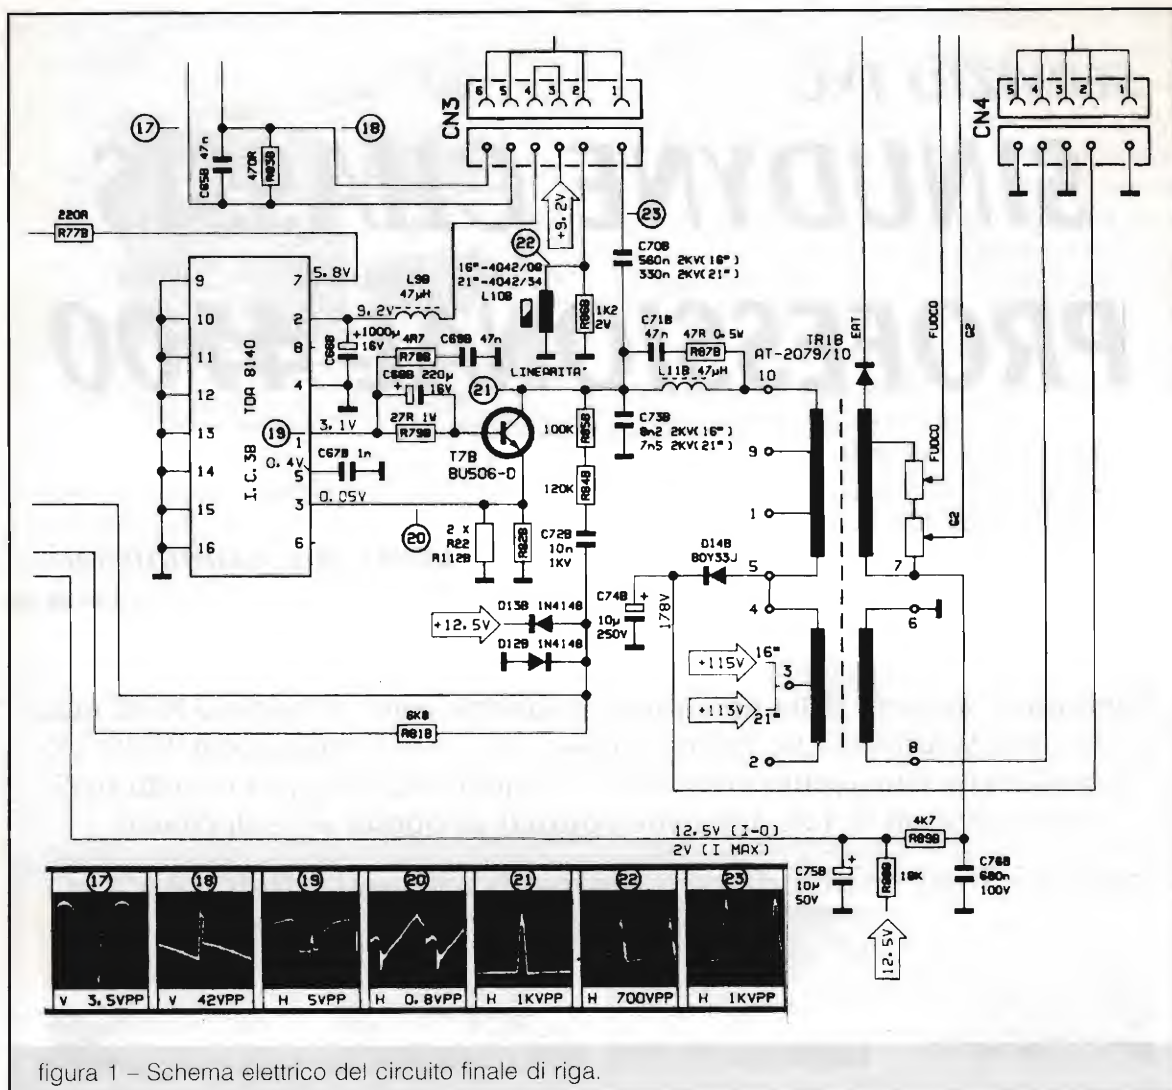 6 5 4 3 2 1
CN3
5 4 3 2 1
CN4
17
18
C65B 47n
470R
R83B
220R
R77B
+9.2V
22
23
16"-4042/08
21"-4042/34
L10B
LINEARITA'
R86B
1K2
2W
C70B
560n 2KV(16")
330n 2KV(21")
C71B
47n
47R 0.5W
R87B
L11B 47µH
TR1B
AT-2079/10
10
EAT
FUOCO
G2
FUOCO
G2
9
10
11
12
13
14
15
16
I.C.3B TDA 8140
7
2
8
4
1
5
3
6
5.8V
9.2V
3.1V
0.4V
0.05V
L9B
47µH
C66B
+1000µ
16V
4R7
R78B
C69B 47n
C68B 220µ
+ 16V
27R 1W
R79B
19
21
C67B 1n
T7B
BU506-D
20
2 X
R22
R112B
R82B
100K
R85B
120K
R84B
C72B
10n
1KV
C73B
8n2 2KV(16")
7n5 2KV(21")
D13B 1N4148
+12.5V
D12B 1N4148
6K8
R81B
9
1
5
4
3
2
7
6
8
D14B
BDY33J
C74B
10µ
250V
+
178V
+115V
16"
+113V
21"
12.5V (I-0)
2V (I MAX)
C75B
10µ
50V
+
R88B
18K
4K7
R89B
C76B
680n
100V
12.5V
17 18 19 20 21 22 23
V 3,5VPP
V 42VPP
H 5VPP
H 0,8VPP
H 1KVPP
H 700VPP
H 1KVPP
figura 1 – Schema elettrico del circuito finale di riga.